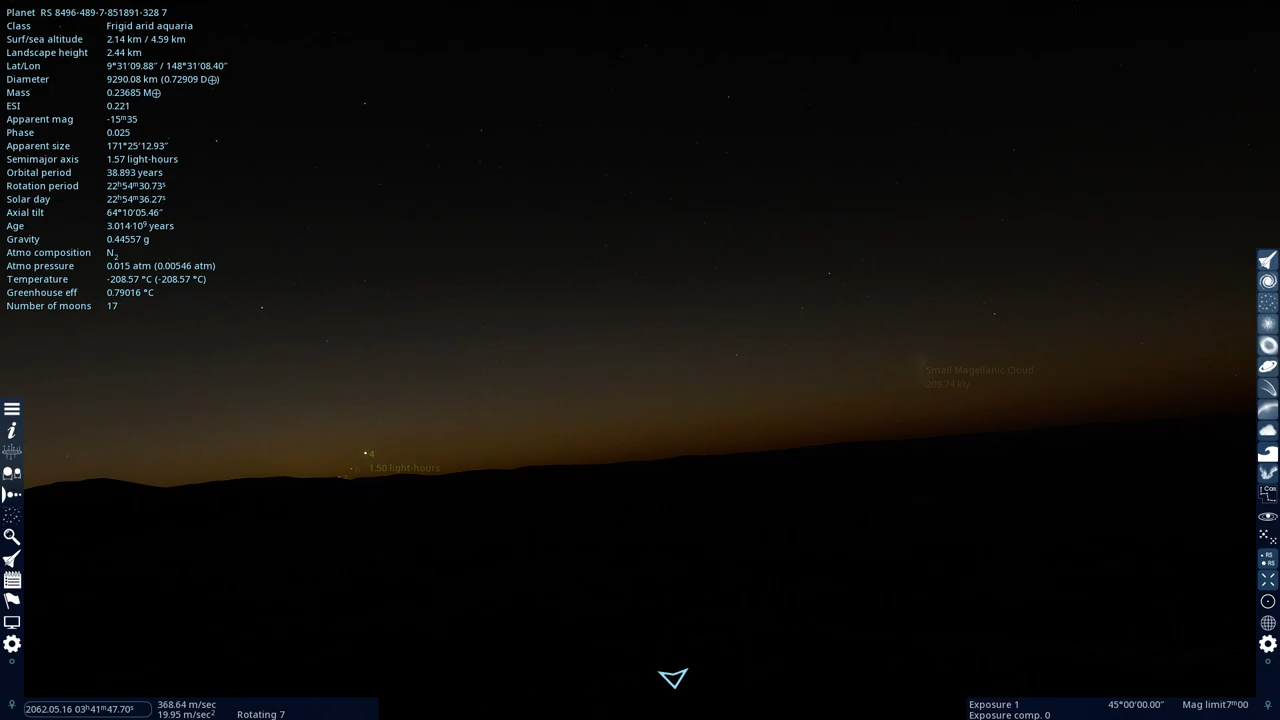 Planet RS 8496-489-7-851891-328 7
Class Frigid arid aquaria
Surf/sea altitude 2.14 km / 4.59 km
Landscape height 2.44 km
Lat/Lon 9°31′09.88″ / 148°31′08.40″
Diameter 9290.08 km (0.72909 D⊕)
Mass 0.23685 M⊕
ESI 0.221
Apparent mag -15ᵐ35
Phase 0.025
Apparent size 171°25′12.93″
Semimajor axis 1.57 light-hours
Orbital period 38.893 years
Rotation period 22ʰ54ᵐ30.73ˢ
Solar day 22ʰ54ᵐ36.27ˢ
Axial tilt 64°10′05.46″
Age 3.014·10⁹ years
Gravity 0.44557 g
Atmo composition N₂
Atmo pressure 0.015 atm (0.00546 atm)
Temperature -208.57 °C (-208.57 °C)
Greenhouse eff 0.79016 °C
Number of moons 17
Small Magellanic Cloud
4
1.50 light-hours
Can
RS
RS
2062.05.16 03ʰ41ᵐ47.70ˢ
368.64 m/sec
19.95 m/sec²
Rotating 7
Exposure 1
Exposure comp. 0
45°00′00.00″
Mag limit7ᵐ00